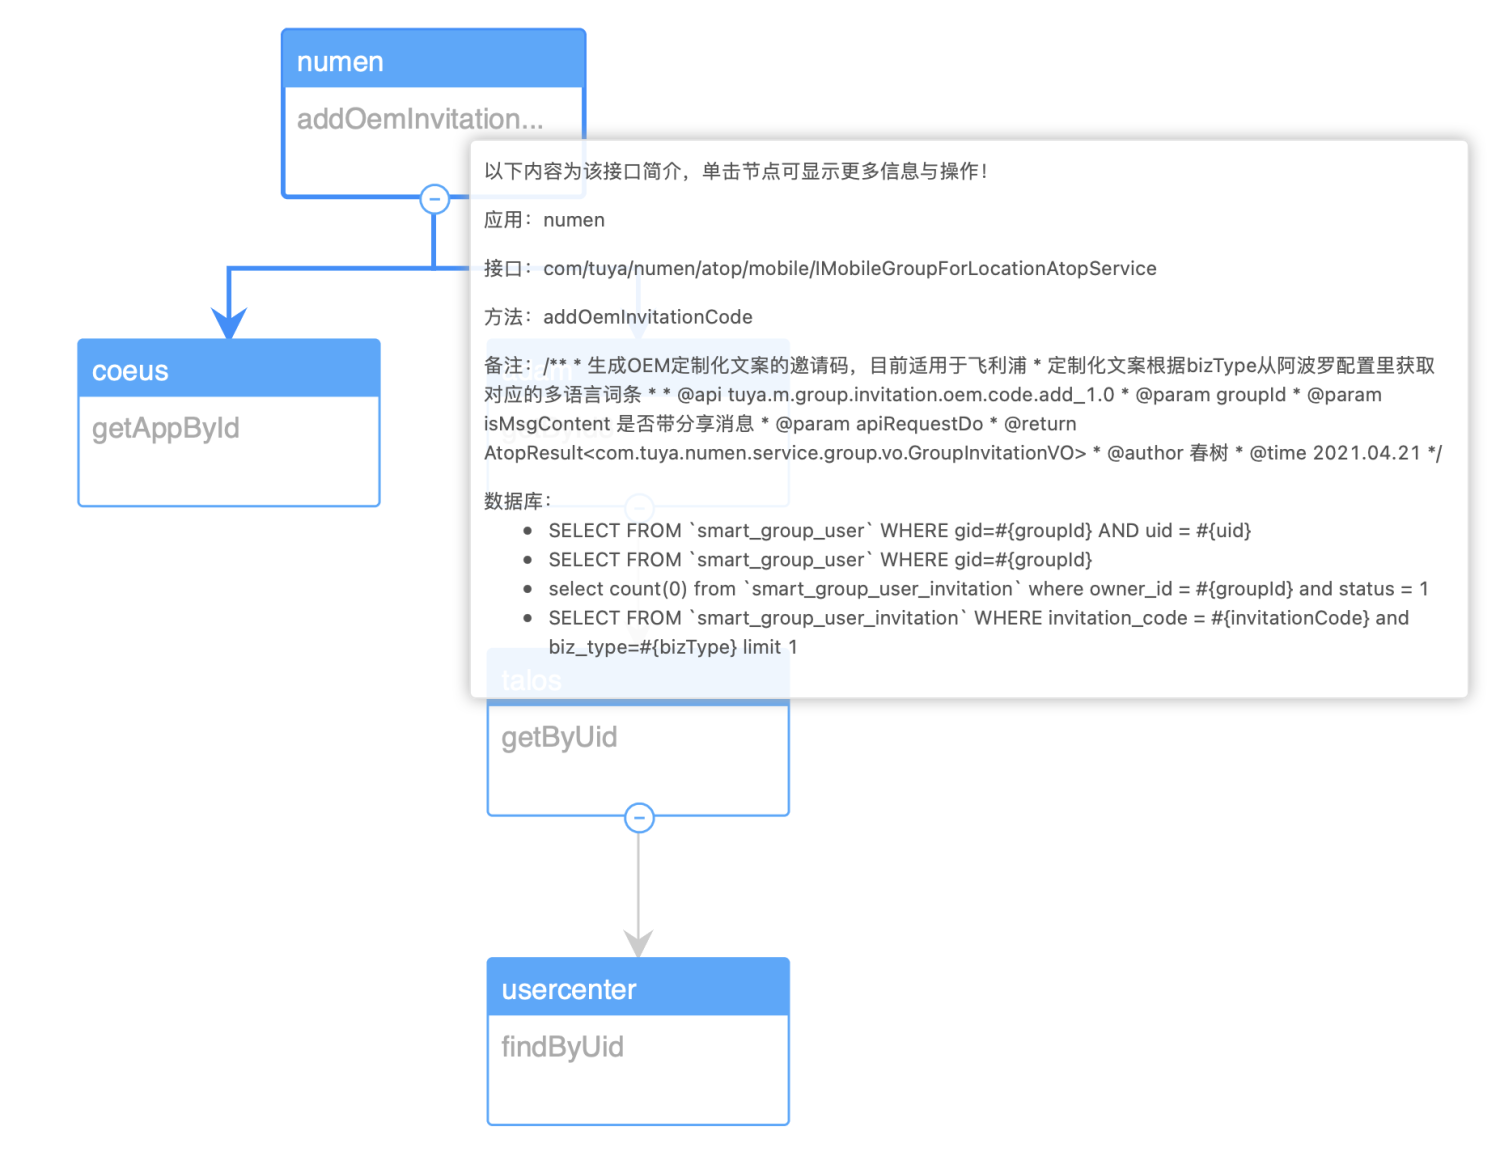 numen
addOemInvitation...
以下内容为该接口简介，单击节点可显示更多信息与操作！
应用：numen
接口：com/tuya/numen/atop/mobile/IMobileGroupForLocationAtopService
方法：addOemInvitationCode
coeus
getAppById
备注：/** * 生成OEM定制化文案的邀请码，目前适用于飞利浦 * 定制化文案根据bizType从阿波罗配置里获取
对应的多语言词条 * * @api tuya.m.group.invitation.oem.code.add_1.0 * @param groupId * @param
isMsgContent 是否带分享消息 * @param apiRequestDo * @return
AtopResult<com.tuya.numen.service.group.vo.GroupInvitationVO> * @author 春树 * @time 2021.04.21 */
数据库：
• SELECT FROM `smart_group_user` WHERE gid=#{groupId} AND uid = #{uid}
• SELECT FROM `smart_group_user` WHERE gid=#{groupId}
• select count(0) from `smart_group_user_invitation` where owner_id = #{groupId} and status = 1
• SELECT FROM `smart_group_user_invitation` WHERE invitation_code = #{invitationCode} and
biz_type=#{bizType} limit 1
talos
getByUid
usercenter
findByUid